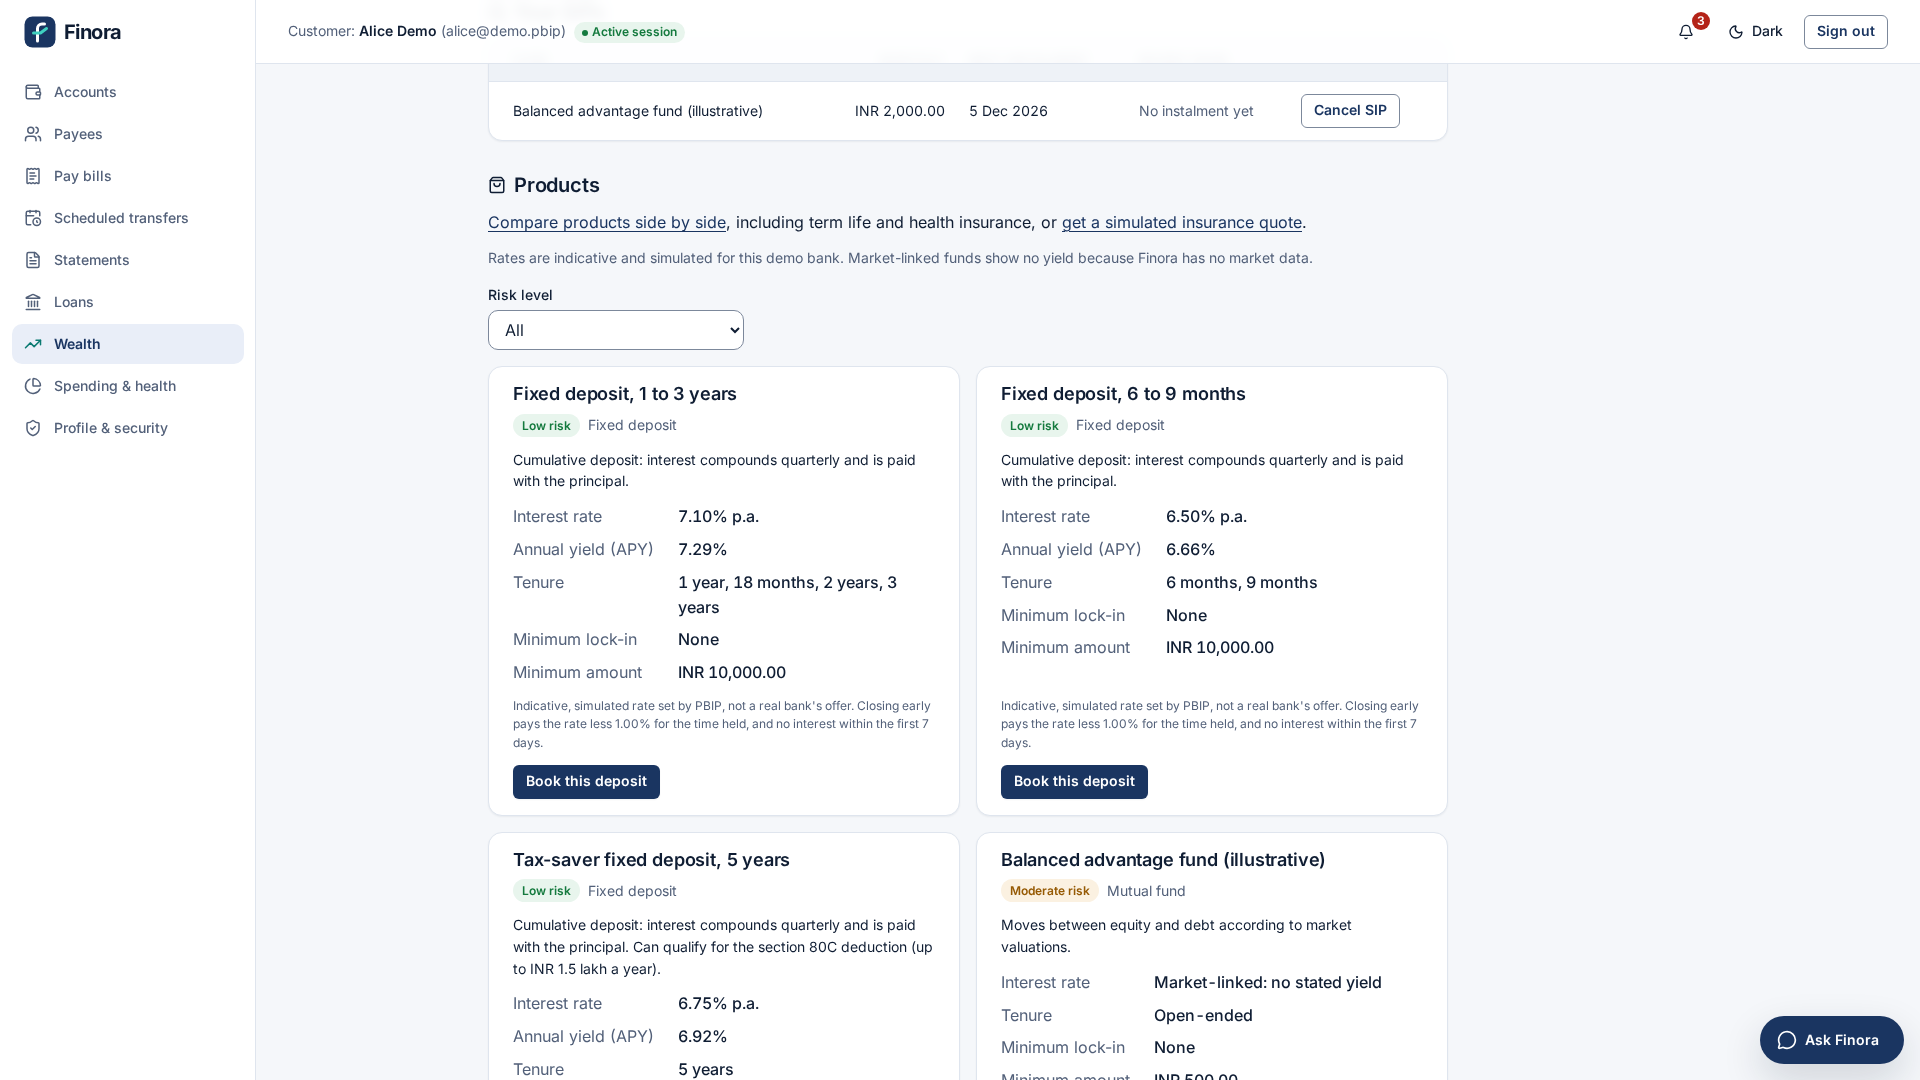 Finora
Customer: Alice Demo (alice@demo.pbip)
Active session
3
Dark
Sign out
Accounts
Payees
Pay bills
Scheduled transfers
Statements
Loans
Wealth
Spending & health
Profile & security
Balanced advantage fund (illustrative) INR 2,000.00 5 Dec 2026 No instalment yet Cancel SIP
Products
Compare products side by side, including term life and health insurance, or get a simulated insurance quote.
Rates are indicative and simulated for this demo bank. Market-linked funds show no yield because Finora has no market data.
Risk level
All
Fixed deposit, 1 to 3 years
Low risk Fixed deposit
Cumulative deposit: interest compounds quarterly and is paid
with the principal.
Interest rate 7.10% p.a.
Annual yield (APY) 7.29%
Tenure 1 year, 18 months, 2 years, 3
years
Minimum lock-in None
Minimum amount INR 10,000.00
Indicative, simulated rate set by PBIP, not a real bank's offer. Closing early
pays the rate less 1.00% for the time held, and no interest within the first 7
days.
Book this deposit
Fixed deposit, 6 to 9 months
Low risk Fixed deposit
Cumulative deposit: interest compounds quarterly and is paid
with the principal.
Interest rate 6.50% p.a.
Annual yield (APY) 6.66%
Tenure 6 months, 9 months
Minimum lock-in None
Minimum amount INR 10,000.00
Indicative, simulated rate set by PBIP, not a real bank's offer. Closing early
pays the rate less 1.00% for the time held, and no interest within the first 7
days.
Book this deposit
Tax-saver fixed deposit, 5 years
Low risk Fixed deposit
Cumulative deposit: interest compounds quarterly and is paid
with the principal. Can qualify for the section 80C deduction (up
to INR 1.5 lakh a year).
Interest rate 6.75% p.a.
Annual yield (APY) 6.92%
Tenure 5 years
Balanced advantage fund (illustrative)
Moderate risk Mutual fund
Moves between equity and debt according to market
valuations.
Interest rate Market-linked: no stated yield
Tenure Open-ended
Minimum lock-in None
Minimum amount INR 500.00
Ask Finora